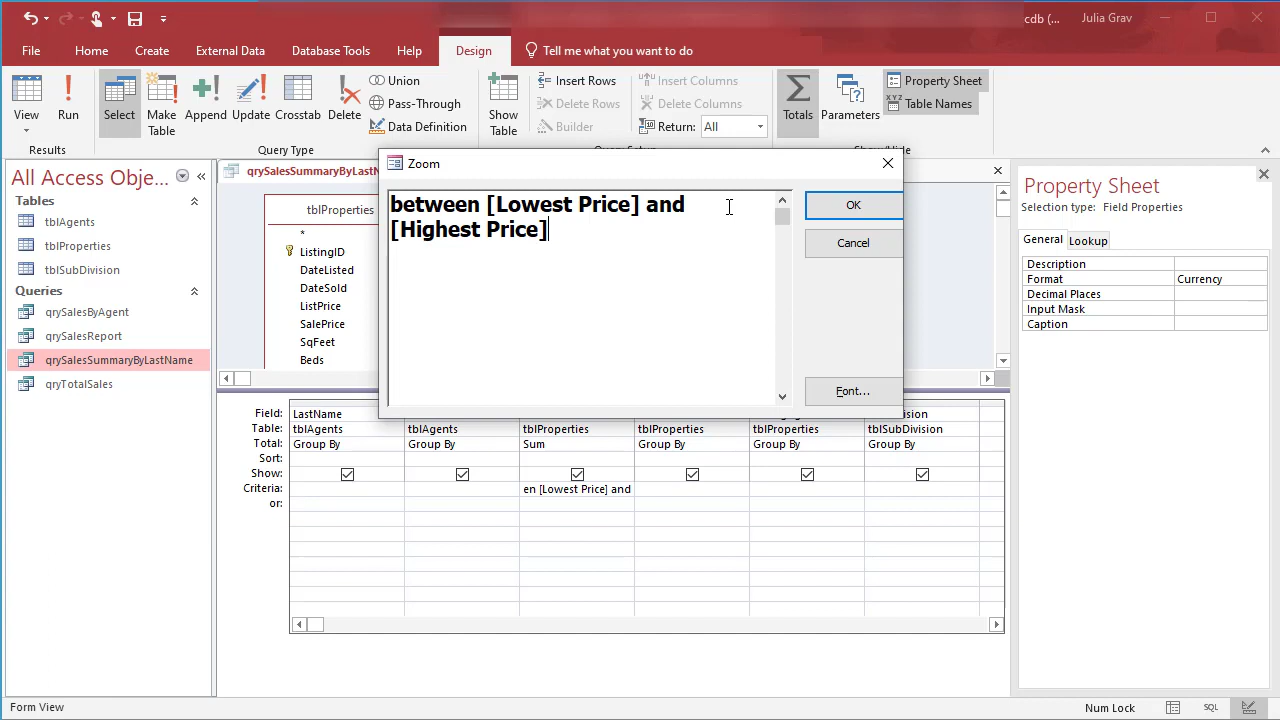 cdb (...
Julia Grav
File
Home
Create
External Data
Database Tools
Help
Design
Tell me what you want to do
View
Run
Select
Make
Table
Append
Update
Crosstab
Delete
Union
Pass-Through
Data Definition
Show
Table
Insert Rows
Delete Rows
Builder
Insert Columns
Delete Columns
Return:
All
Totals
Parameters
Property Sheet
XYZ
Table Names
Results
Query Type
All Access Obje...
Tables
tblAgents
tblProperties
tblSubDivision
Queries
qrySalesByAgent
qrySalesReport
qrySalesSummaryByLastName
qryTotalSales
qrySalesSummaryByLastN
tblProperties
*
ListingID
DateListed
DateSold
ListPrice
SalePrice
SqFeet
Beds
Zoom
between [Lowest Price] and
[Highest Price]
OK
Cancel
Font...
Property Sheet
Selection type: Field Properties
General
Lookup
Description
Format Currency
Decimal Places
Input Mask
Caption
Field: LastName
Table: tblAgents tblAgents tblProperties tblProperties tblProperties tblSubDivision
Total: Group By Group By Sum Group By Group By Group By
Sort:
Show:
Criteria: en [Lowest Price] and
or:
Form View
Num Lock
SQL